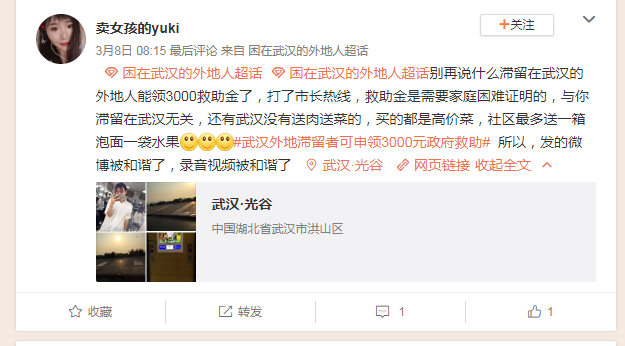 卖女孩的yuki
+关注
3月8日 08:15 最后评论 来自 困在武汉的外地人超话
困在武汉的外地人超话 困在武汉的外地人超话别再说什么滞留在武汉的
外地人能领3000救助金了，打了市长热线，救助金是需要家庭困难证明的，与你
滞留在武汉无关，还有武汉没有送肉送菜的，买的都是高价菜，社区最多送一箱
泡面一袋水果#武汉外地滞留者可申领3000元政府救助# 所以，发的微
博被和谐了，录音视频被和谐了 武汉·光谷 网页链接 收起全文
武汉·光谷
中国湖北省武汉市洪山区
收藏
转发
1
1